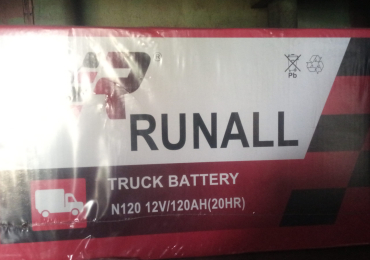 Pb
RUNALL
TRUCK BATTERY
N120 12V/120AH(20HR)